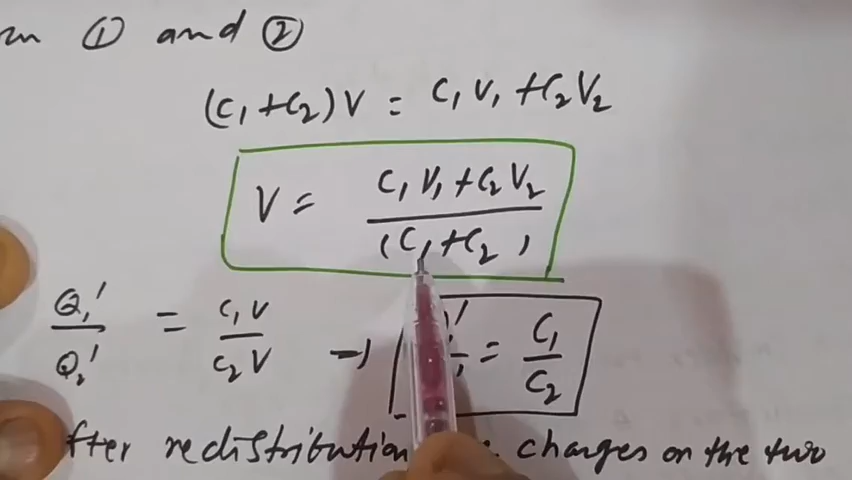 ① and ②
(C₁+C₂)V = C₁V₁+C₂V₂
V = C₁V₁+C₂V₂ / (C₁+C₂)
Q₁'/Q₂' = C₁V/C₂V → = C₁/C₂
fter redistribution charges on the two